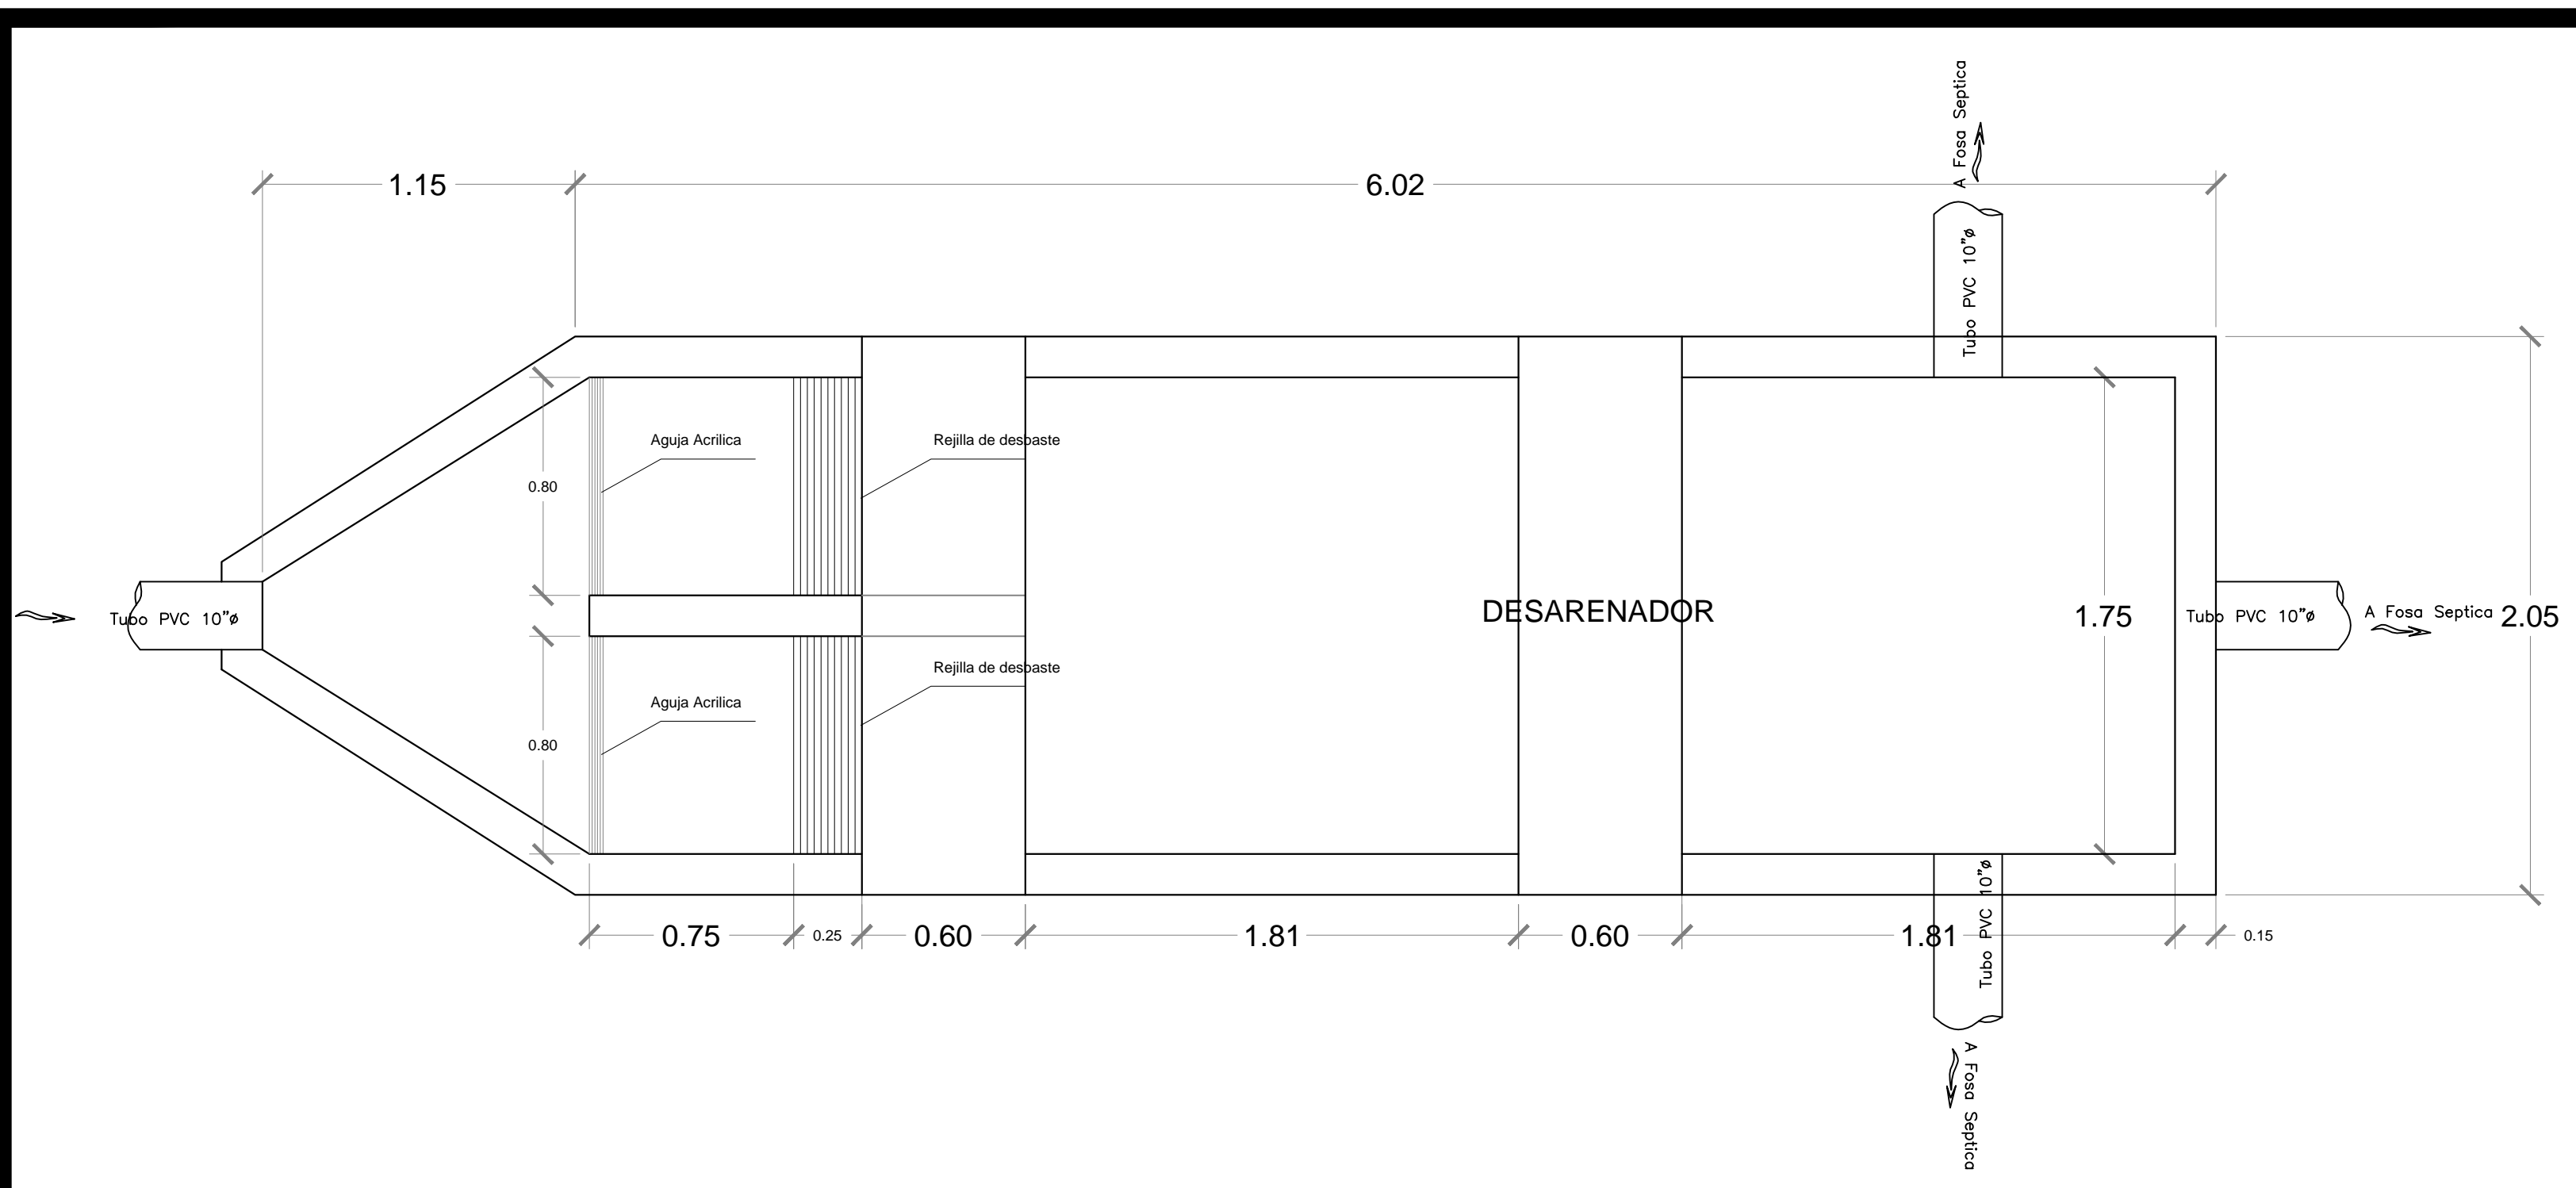 A Fosa Septica
1.15
6.02
Tubo PVC 10"ø
Aguja Acrilica
Rejilla de desbaste
0.80
DESARENADOR
1.75
Tubo PVC 10"ø
Tubo PVC 10"ø
A Fosa Septica
2.05
Rejilla de desbaste
Aguja Acrilica
0.80
0.75
0.25
0.60
1.81
0.60
1.81
0.15
Tubo PVC 10"ø
A Fosa Septica